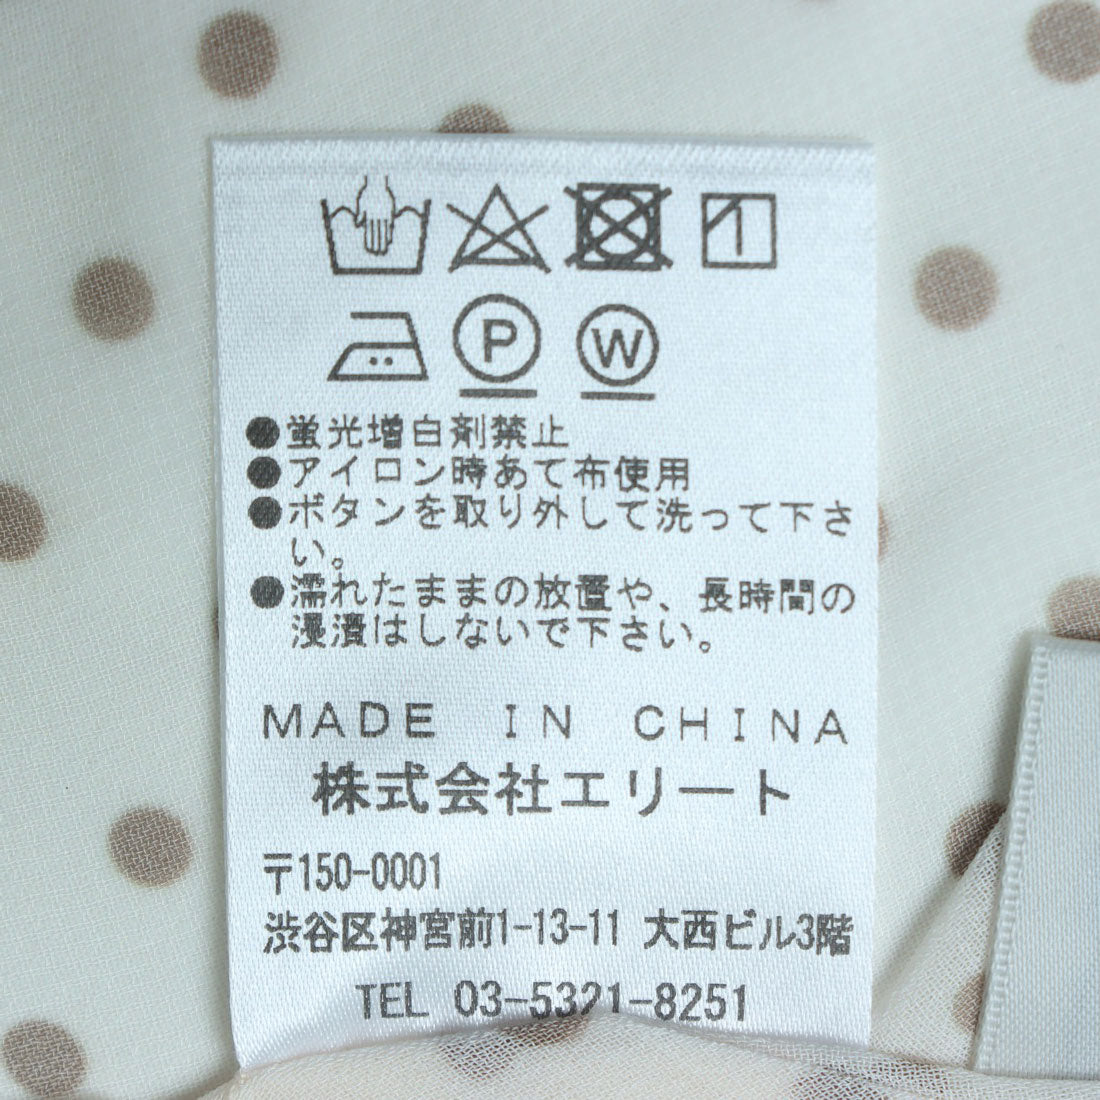 P W
●蛍光増白剤禁止
●アイロン時あて布使用
●ボタンを取り外して洗って下さ
い。
●濡れたままの放置や、長時間の
浸漬はしないで下さい。
MADE IN CHINA
株式会社エリート
〒150-0001
渋谷区神宮前1-13-11 大西ビル3階
TEL 03-5321-8251